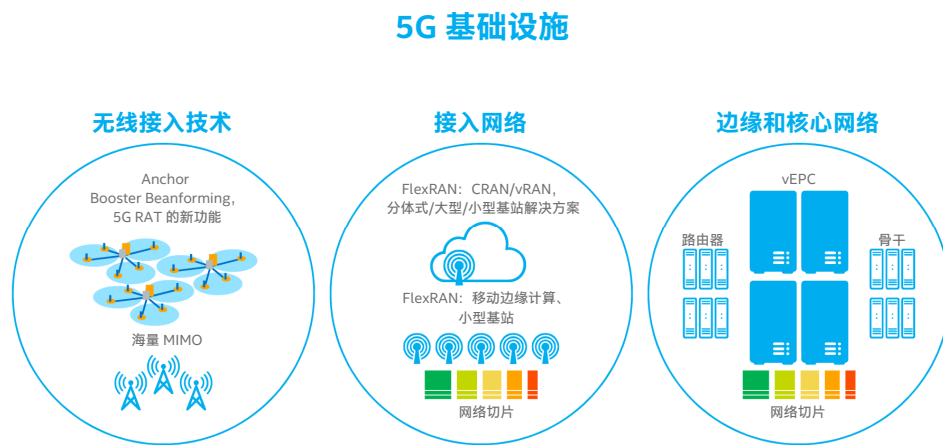 5G 基础设施
无线接入技术
Anchor
Booster Beanforming,
5G RAT 的新功能
海量 MIMO
接入网络
FlexRAN：CRAN/vRAN，
分体式/大型/小型基站解决方案
FlexRAN：移动边缘计算、
小型基站
网络切片
边缘和核心网络
vEPC
路由器
骨干
网络切片